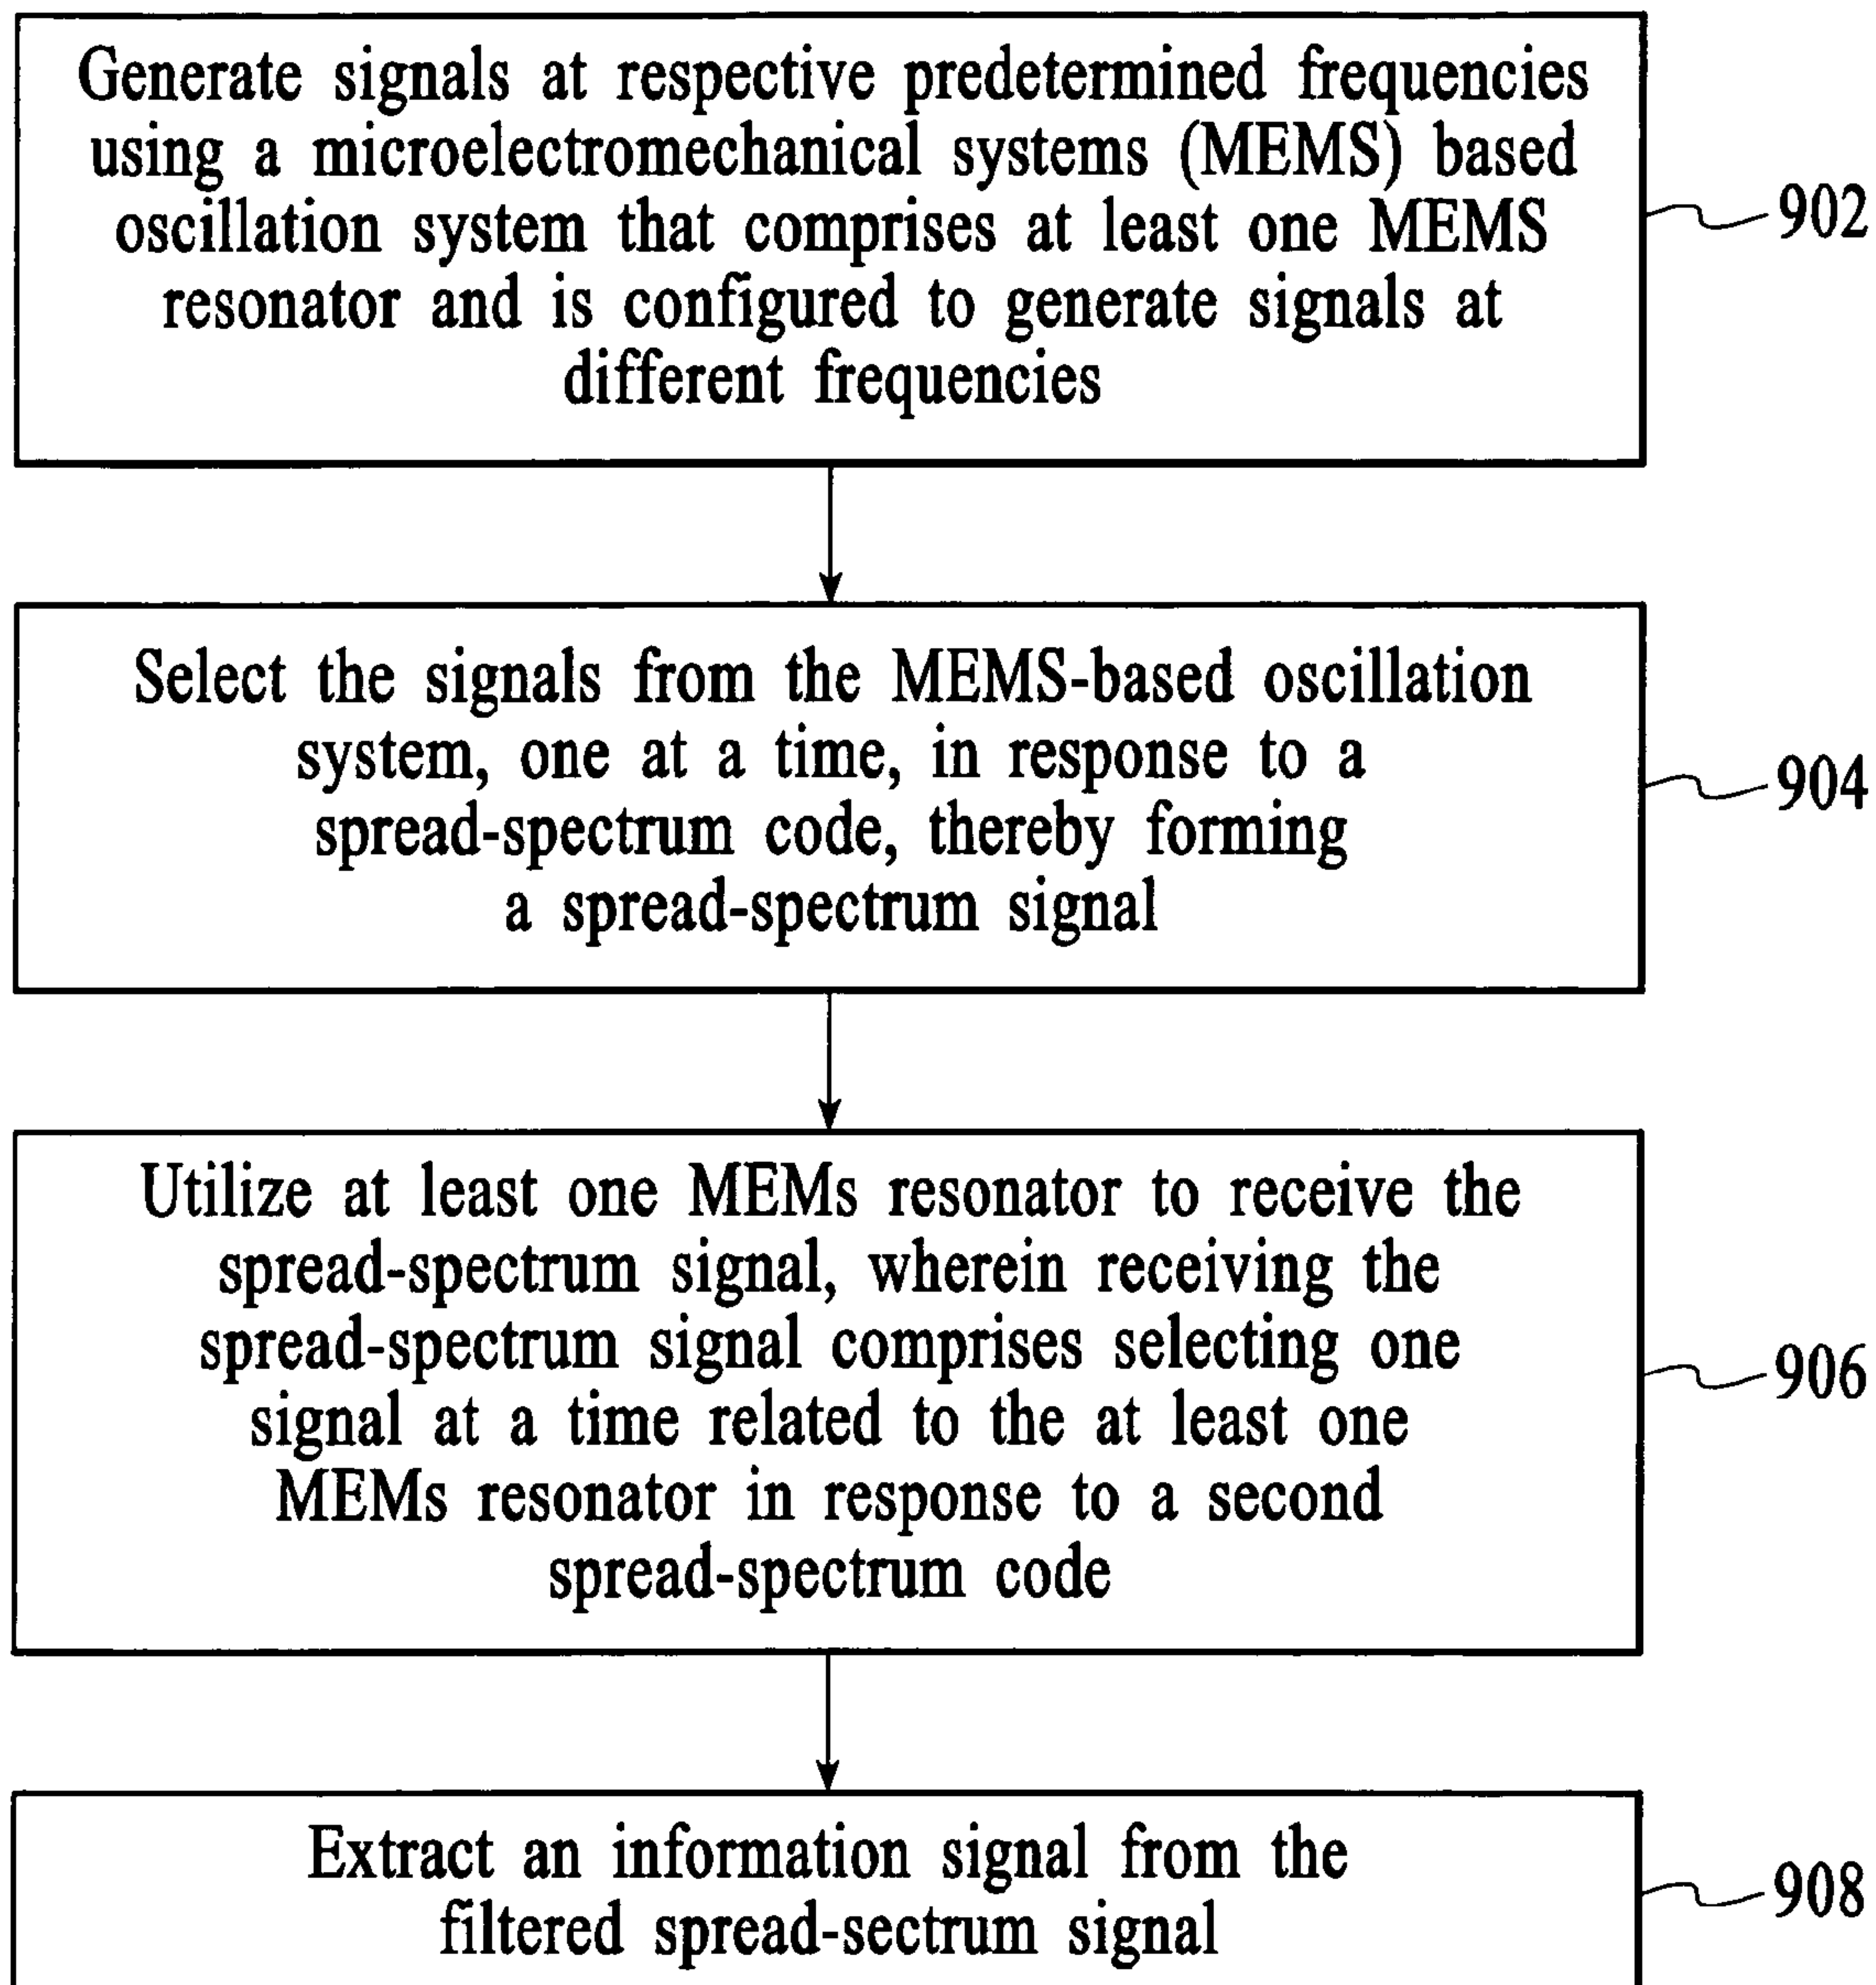 Generate signals at respective predetermined frequencies
using a microelectromechanical systems (MEMS) based
oscillation system that comprises at least one MEMS
resonator and is configured to generate signals at
different frequencies
902
Select the signals from the MEMS-based oscillation
system, one at a time, in response to a
spread-spectrum code, thereby forming
a spread-spectrum signal
904
Utilize at least one MEMs resonator to receive the
spread-spectrum signal, wherein receiving the
spread-spectrum signal comprises selecting one
signal at a time related to the at least one
MEMs resonator in response to a second
spread-spectrum code
906
Extract an information signal from the
filtered spread-sectrum signal
908